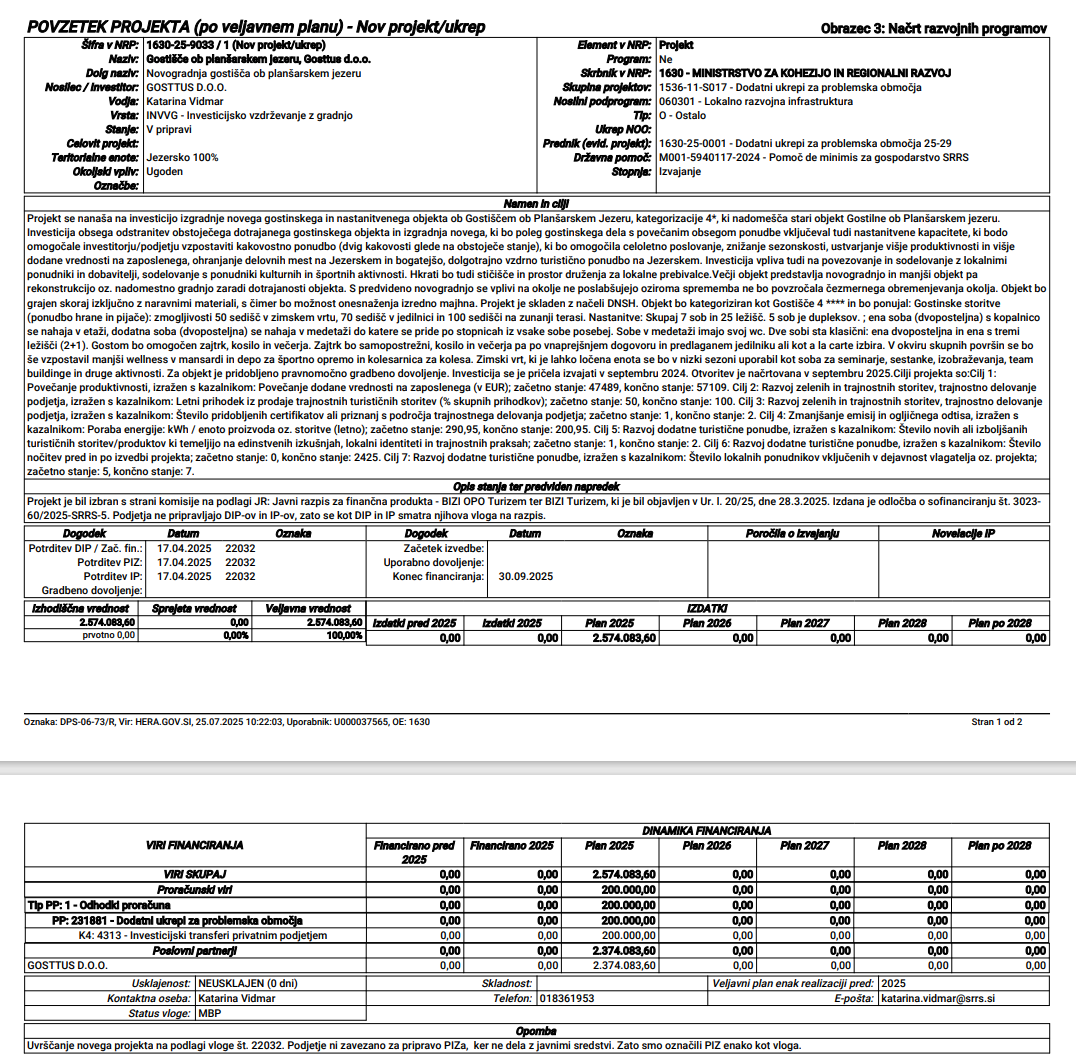 POVZETEK PROJEKTA (po veljavnem planu) - Nov projekt/ukrep
Obrazec 3: Načrt razvojnih programov
Šifra v NRP: 1630-25-9033 / 1 (Nov projekt/ukrep)
Naziv: Gostišče ob planšarskem jezeru, Gosttus d.o.o.
Dolg naziv: Novogradnja gostišča ob planšarskem jezeru
Nosilec / Investitor: GOSTTUS D.O.O.
Vodja: Katarina Vidmar
Vrsta: INVVG - Investicijsko vzdrževanje z gradnjo
Stanje: V pripravi
Celovit projekt:
Teritorialne enote: Jezersko 100%
Okoljski vpliv: Ugoden
Označbe:
Element v NRP: Projekt
Program: Ne
Skrbnik v NRP: 1630 - MINISTRSTVO ZA KOHEZIJO IN REGIONALNI RAZVOJ
Skupina projektov: 1536-11-S017 - Dodatni ukrepi za problemska območja
Nosilni podprogram: 060301 - Lokalno razvojna infrastruktura
Tip: O - Ostalo
Ukrep NOO:
Prednik (evid. projekt): 1630-25-0001 - Dodatni ukrepi za problemska območja 25-29
Državna pomoč: M001-5940117-2024 - Pomoč de minimis za gospodarstvo SRRS
Stopnja: Izvajanje
Namen in cilji
Projekt se nanaša na investicijo izgradnje novega gostinskega in nastanitvenega objekta ob Gostiščem ob Planšarskem Jezeru, kategorizacije 4*, ki nadomešča stari objekt Gostilne ob Planšarskem jezeru.
Investicija obsega odstranitev obstoječega dotrajanega gostinskega objekta in izgradnja novega, ki bo poleg gostinskega dela s povečanim obsegom ponudbe vključeval tudi nastanitvene kapacitete, ki bodo
omogočale investitorju/podjetju vzpostaviti kakovostno ponudbo (dvig kakovosti glede na obstoječe stanje), ki bo omogočila celoletno poslovanje, znižanje sezonskosti, ustvarjanje višje produktivnosti in višje
dodane vrednosti na zaposlenega, ohranjanje delovnih mest na Jezerskem in bogatejšo, dolgotrajno vzdrno turistično ponudbo na Jezerskem. Investicija vpliva tudi na povezovanje in sodelovanje z lokalnimi
ponudniki in dobavitelji, sodelovanje s ponudniki kulturnih in športnih aktivnosti. Hkrati bo tudi stičišče in prostor druženja za lokalne prebivalce.Večji objekt predstavlja novogradnjo in manjši objekt pa
rekonstrukcijo oz. nadomestno gradnjo zaradi dotrajanosti objekta. S predvideno novogradnjo se vplivi na okolje ne poslabšujejo oziroma spremembe ne bo povzročala čezmernega obremenjevanja okolja. Objekt bo
grajen skoraj izključno z naravnimi materiali, s čimer bo možnost onesnaženja izredno majhna. Projekt je skladen z načeli DNSH. Objekt bo kategoriziran kot Gostišče 4 **** in bo ponujal: Gostinske storitve
(ponudbo hrane in pijače): zmogljivosti 50 sedišč v zimskem vrtu, 70 sedišč v jedilnici in 100 sedišč na zunanji terasi. Nastanitve: Skupaj 7 sob in 25 ležišč. 5 sob je dupleksov. ; ena soba (dvoposteljna) s kopalnico
se nahaja v etaži, dodatna soba (dvoposteljna) se nahaja v medetaži do katere se pride po stopnicah iz vsake sobe posebej. Sobe v medetaži imajo svoj wc. Dve sobi sta klasični: ena dvoposteljna in ena s tremi
ležišči (2+1). Gostom bo omogočen zajtrk, kosilo in večerja. Zajtrk bo samopostrežni, kosilo in večerja pa po vnaprejšnjem dogovoru in predlaganem jedilniku ali kot a la carte izbira. V okviru skupnih površin se bo
še vzpostavil manjši wellness v mansardi in depo za športno opremo in kolesarnica za kolesa. Zimski vrt, ki je lahko ločena enota se bo v nizki sezoni uporabil kot soba za seminarje, sestanke, izobraževanja, team
buildinge in druge aktivnosti. Za objekt je pridobljeno pravnomočno gradbeno dovoljenje. Investicija se je pričela izvajati v septembru 2024. Otvoritev je načrtovana v septembru 2025.Cilji projekta so:Cilj 1:
Povečanje produktivnosti, izražen s kazalnikom: Povečanje dodane vrednosti na zaposlenega (v EUR); začetno stanje: 47489, končno stanje: 57109. Cilj 2: Razvoj zelenih in trajnostnih storitev, trajnostno delovanje
podjetja, izražen s kazalnikom: Letni prihodek iz prodaje trajnostnih turističnih storitev (% skupnih prihodkov); začetno stanje: 50, končno stanje: 100. Cilj 3: Razvoj zelenih in trajnostnih storitev, trajnostno delovanje
podjetja, izražen s kazalnikom: Število pridobljenih certifikatov ali priznanj s področja trajnostnega delovanja podjetja; začetno stanje: 1, končno stanje: 2. Cilj 4: Zmanjšanje emisij in ogljičnega odtisa, izražen s
kazalnikom: Poraba energije: kWh / enoto proizvoda oz. storitve (letno); začetno stanje: 290,95, končno stanje: 200,95. Cilj 5: Razvoj dodatne turistične ponudbe, izražen s kazalnikom: Število novih ali izboljšanih
turističnih storitev/produktov ki temeljijo na edinstvenih izkušnjah, lokalni identiteti in trajnostnih praksah; začetno stanje: 1, končno stanje: 2. Cilj 6: Razvoj dodatne turistične ponudbe, izražen s kazalnikom: Število
nočitev pred in po izvedbi projekta; začetno stanje: 0, končno stanje: 2425. Cilj 7: Razvoj dodatne turistične ponudbe, izražen s kazalnikom: Število lokalnih ponudnikov vključenih v dejavnost vlagatelja oz. projekta;
začetno stanje: 5, končno stanje: 7.
Opis stanja ter predviden napredek
Projekt je bil izbran s strani komisije na podlagi JR: Javni razpis za finančna produkta - BIZI OPO Turizem ter BIZI Turizem, ki je bil objavljen v Ur. l. 20/25, dne 28.3.2025. Izdana je odločba o sofinanciranju št. 3023-
60/2025-SRRS-5. Podjetja ne pripravljajo DIP-ov in IP-ov, zato se kot DIP in IP smatra njihova vloga na razpis.
Dogodek Datum Oznaka Dogodek Datum Oznaka Poročila o izvajanju Novelacije IP
Potrditev DIP / Zač. fin.: 17.04.2025 22032 Začetek izvedbe:
Potrditev PIZ: 17.04.2025 22032 Uporabno dovoljenje:
Potrditev IP: 17.04.2025 22032 Konec financiranja: 30.09.2025
Gradbeno dovoljenje:
Izhodiščna vrednost Sprejeta vrednost Veljavna vrednost IZDATKI
2.574.083,60 0,00 2.574.083,60 Izdatki pred 2025 Izdatki 2025 Plan 2025 Plan 2026 Plan 2027 Plan 2028 Plan po 2028
prvotno 0,00 0,00% 100,00% 0,00 0,00 2.574.083,60 0,00 0,00 0,00 0,00
Oznaka: DPS-06-73/R, Vir: HERA.GOV.SI, 25.07.2025 10:22:03, Uporabnik: U000037565, OE: 1630
Stran 1 od 2
VIRI FINANCIRANJA DINAMIKA FINANCIRANJA
Financirano pred 2025 Financirano 2025 Plan 2025 Plan 2026 Plan 2027 Plan 2028 Plan po 2028
VIRI SKUPAJ 0,00 0,00 2.574.083,60 0,00 0,00 0,00 0,00
Proračunski viri 0,00 0,00 200.000,00 0,00 0,00 0,00 0,00
Tip PP: 1 - Odhodki proračuna 0,00 0,00 200.000,00 0,00 0,00 0,00 0,00
PP: 231881 - Dodatni ukrepi za problemska območja 0,00 0,00 200.000,00 0,00 0,00 0,00 0,00
K4: 4313 - Investicijski transferi privatnim podjetjem 0,00 0,00 200.000,00 0,00 0,00 0,00 0,00
Poslovni partnerji 0,00 0,00 2.374.083,60 0,00 0,00 0,00 0,00
GOSTTUS D.O.O. 0,00 0,00 2.374.083,60 0,00 0,00 0,00 0,00
Usklajenost: NEUSKLAJEN (0 dni) Skladnost: Veljavni plan enak realizaciji pred: 2025
Kontaktna oseba: Katarina Vidmar Telefon: 018361953 E-pošta: katarina.vidmar@srrs.si
Status vloge: MBP
Opomba
Uvrščanje novega projekta na podlagi vloge št. 22032. Podjetje ni zavezano za pripravo PIZa, ker ne dela z javnimi sredstvi. Zato smo označili PIZ enako kot vloga.